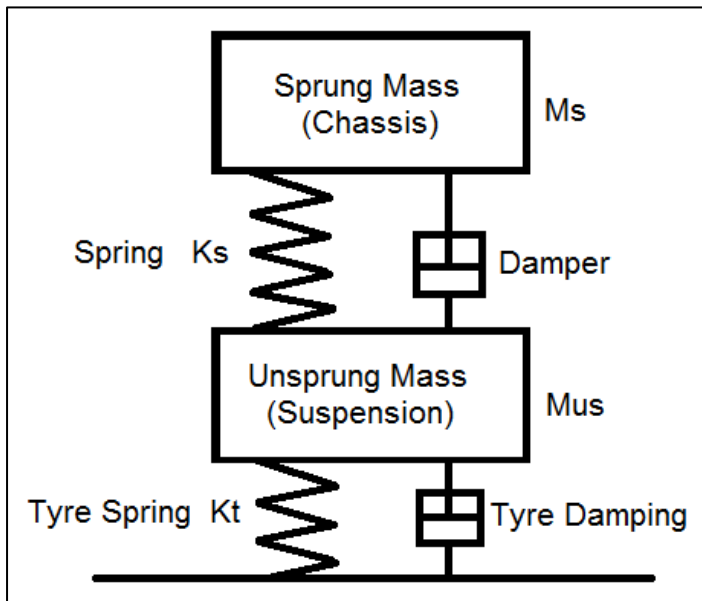 Sprung Mass
(Chassis)
Ms
Spring Ks
Damper
Unsprung Mass
(Suspension)
Mus
Tyre Spring Kt
Tyre Damping